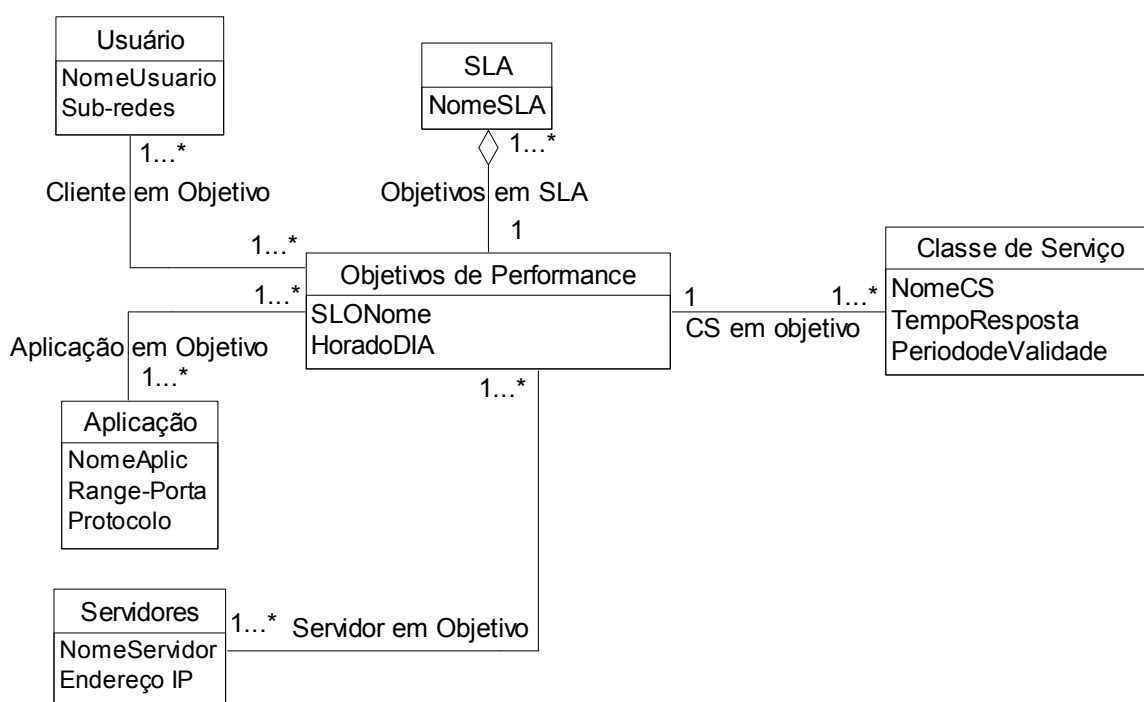 Usuário
NomeUsuario
Sub-redes
1...*
Cliente em Objetivo
1...*
SLA
NomeSLA
1...*
Objetivos em SLA
1
Objetivos de Performance
SLONome
HoradoDIA
1
CS em objetivo
1...*
Classe de Serviço
NomeCS
TempoResposta
PeriododeValidade
1...*
Aplicação em Objetivo
1...*
Aplicação
NomeAplic
Range-Porta
Protocolo
1...*
Servidor em Objetivo
1...*
Servidores
NomeServidor
Endereço IP